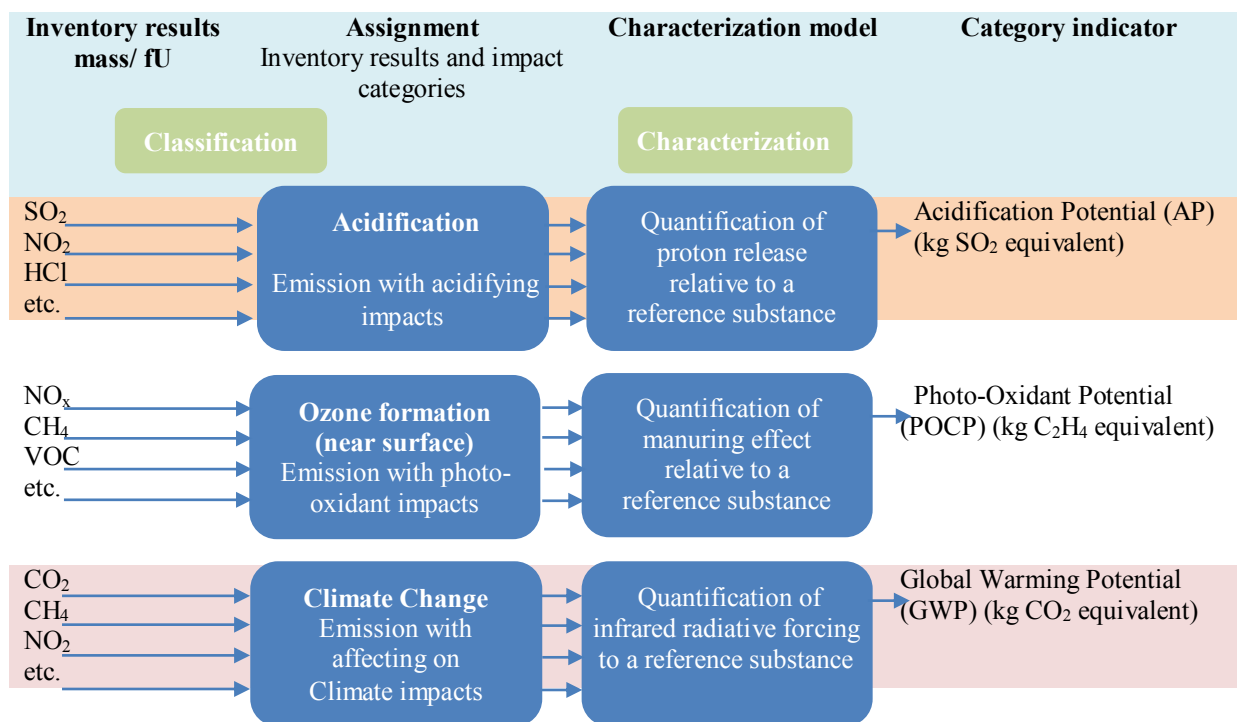 Inventory results
mass/ fU
Assignment
Inventory results and impact
categories
Characterization model
Category indicator
Classification
Characterization
SO₂
NO₂
HCl
etc.
Acidification
Emission with acidifying
impacts
Quantification of
proton release
relative to a
reference substance
Acidification Potential (AP)
(kg SO₂ equivalent)
NOₓ
CH₄
VOC
etc.
Ozone formation
(near surface)
Emission with photo-
oxidant impacts
Quantification of
manuring effect
relative to a
reference substance
Photo-Oxidant Potential
(POCP) (kg C₂H₄ equivalent)
CO₂
CH₄
NO₂
etc.
Climate Change
Emission with
affecting on
Climate impacts
Quantification of
infrared radiative forcing
to a reference substance
Global Warming Potential
(GWP) (kg CO₂ equivalent)